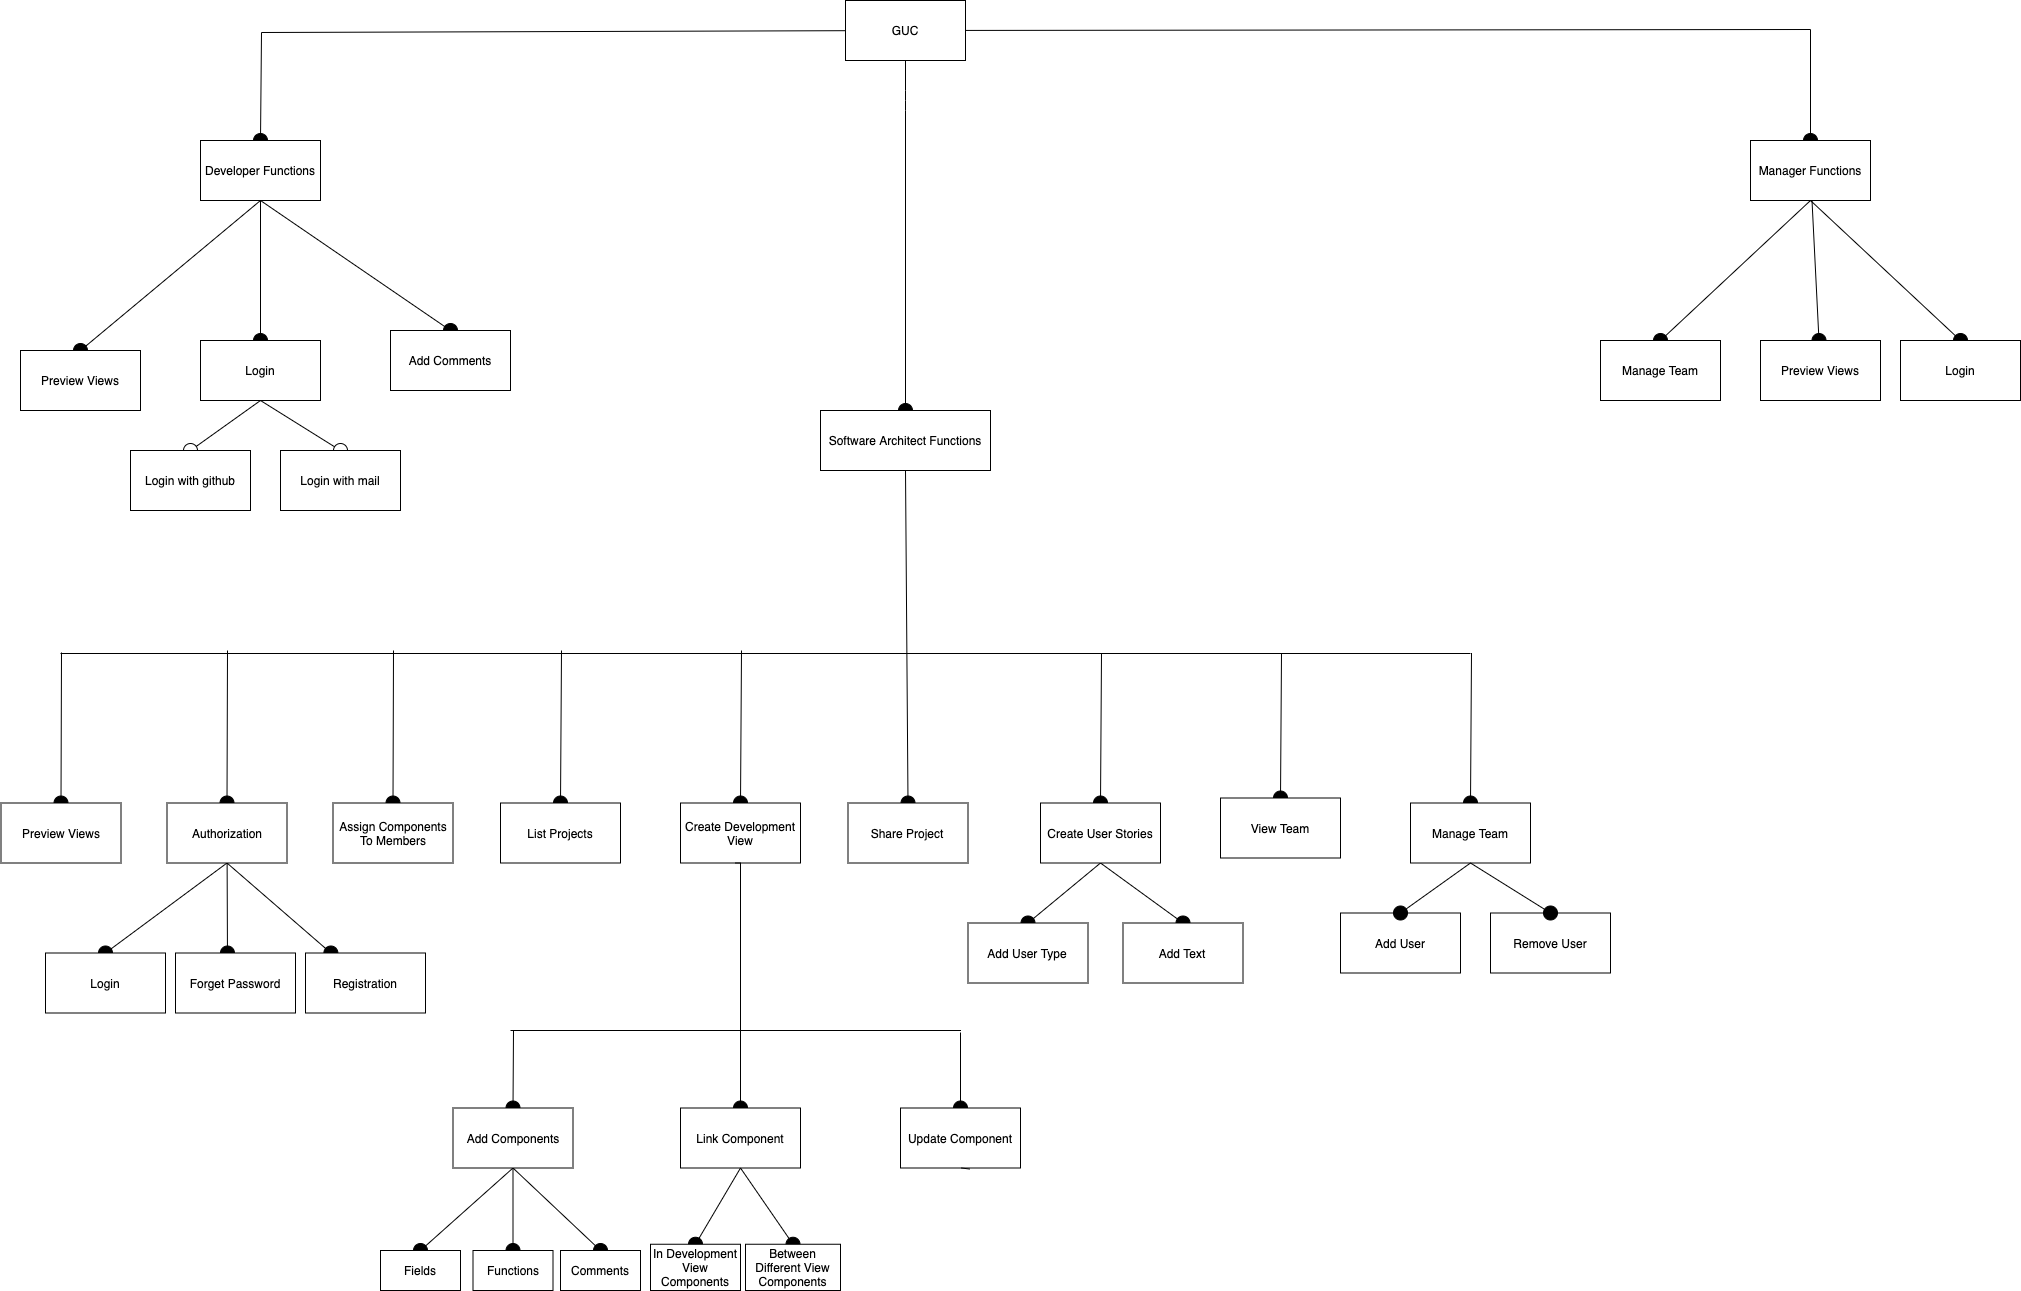 GUC
Developer Functions
Manager Functions
Preview Views
Login
Add Comments
Manage Team
Preview Views
Login
Login with github
Login with mail
Software Architect Functions
Preview Views
Authorization
Assign Components
To Members
List Projects
Create Development
View
Share Project
Create User Stories
View Team
Manage Team
Login
Forget Password
Registration
Add User Type
Add Text
Add User
Remove User
Add Components
Link Component
Update Component
Fields
Functions
Comments
In Development
View
Components
Between
Different View
Components